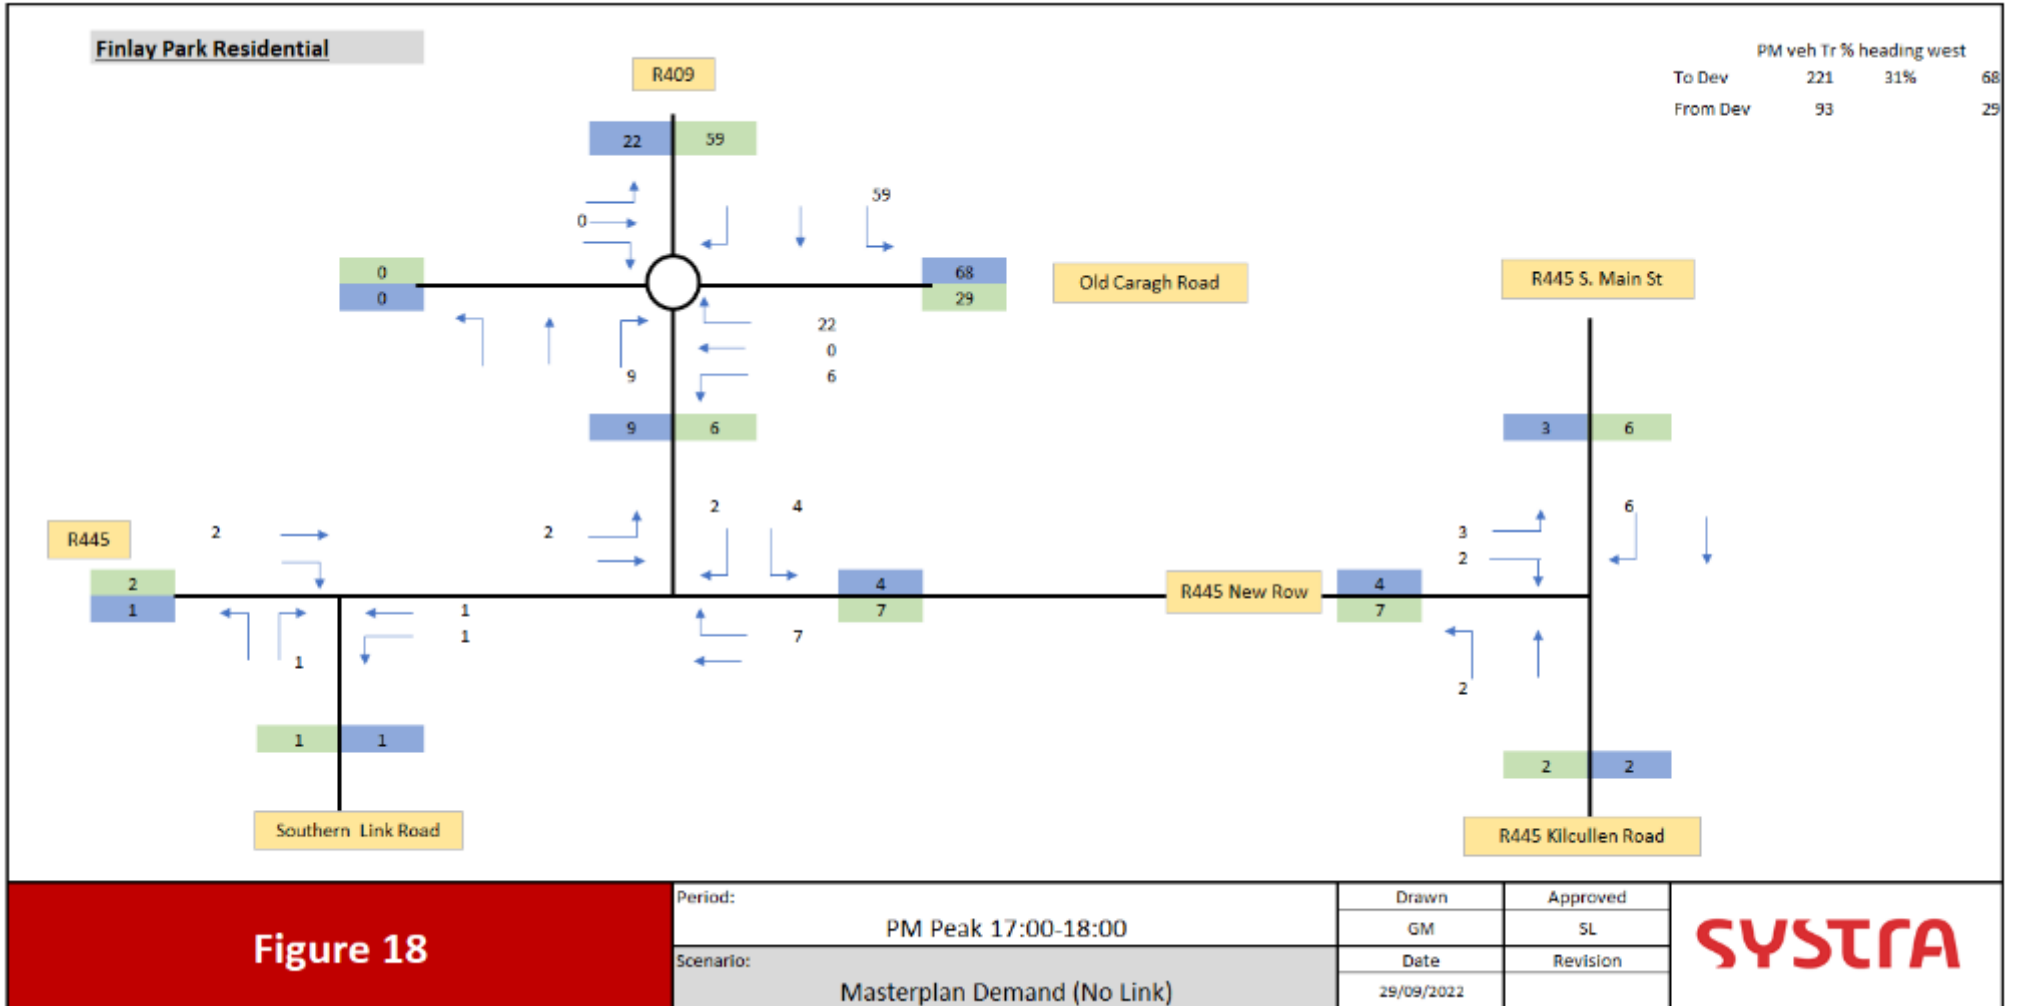 Finlay Park Residential
PM veh Tr % heading west
To Dev 221 31% 68
From Dev 93 29
R409
22 59
59
0
0
0
68
29
Old Caragh Road
R445 S. Main St
22
0
6
9
9 6
3 6
2 4
6
R445
2
2
3
2
2
1
4
7
R445 New Row
4
7
1
1
7
1
2
1 1
2 2
Southern Link Road
R445 Kilcullen Road
Figure 18
Period:
PM Peak 17:00-18:00
Scenario:
Masterplan Demand (No Link)
Drawn Approved
GM SL
Date Revision
29/09/2022
SYSTRA